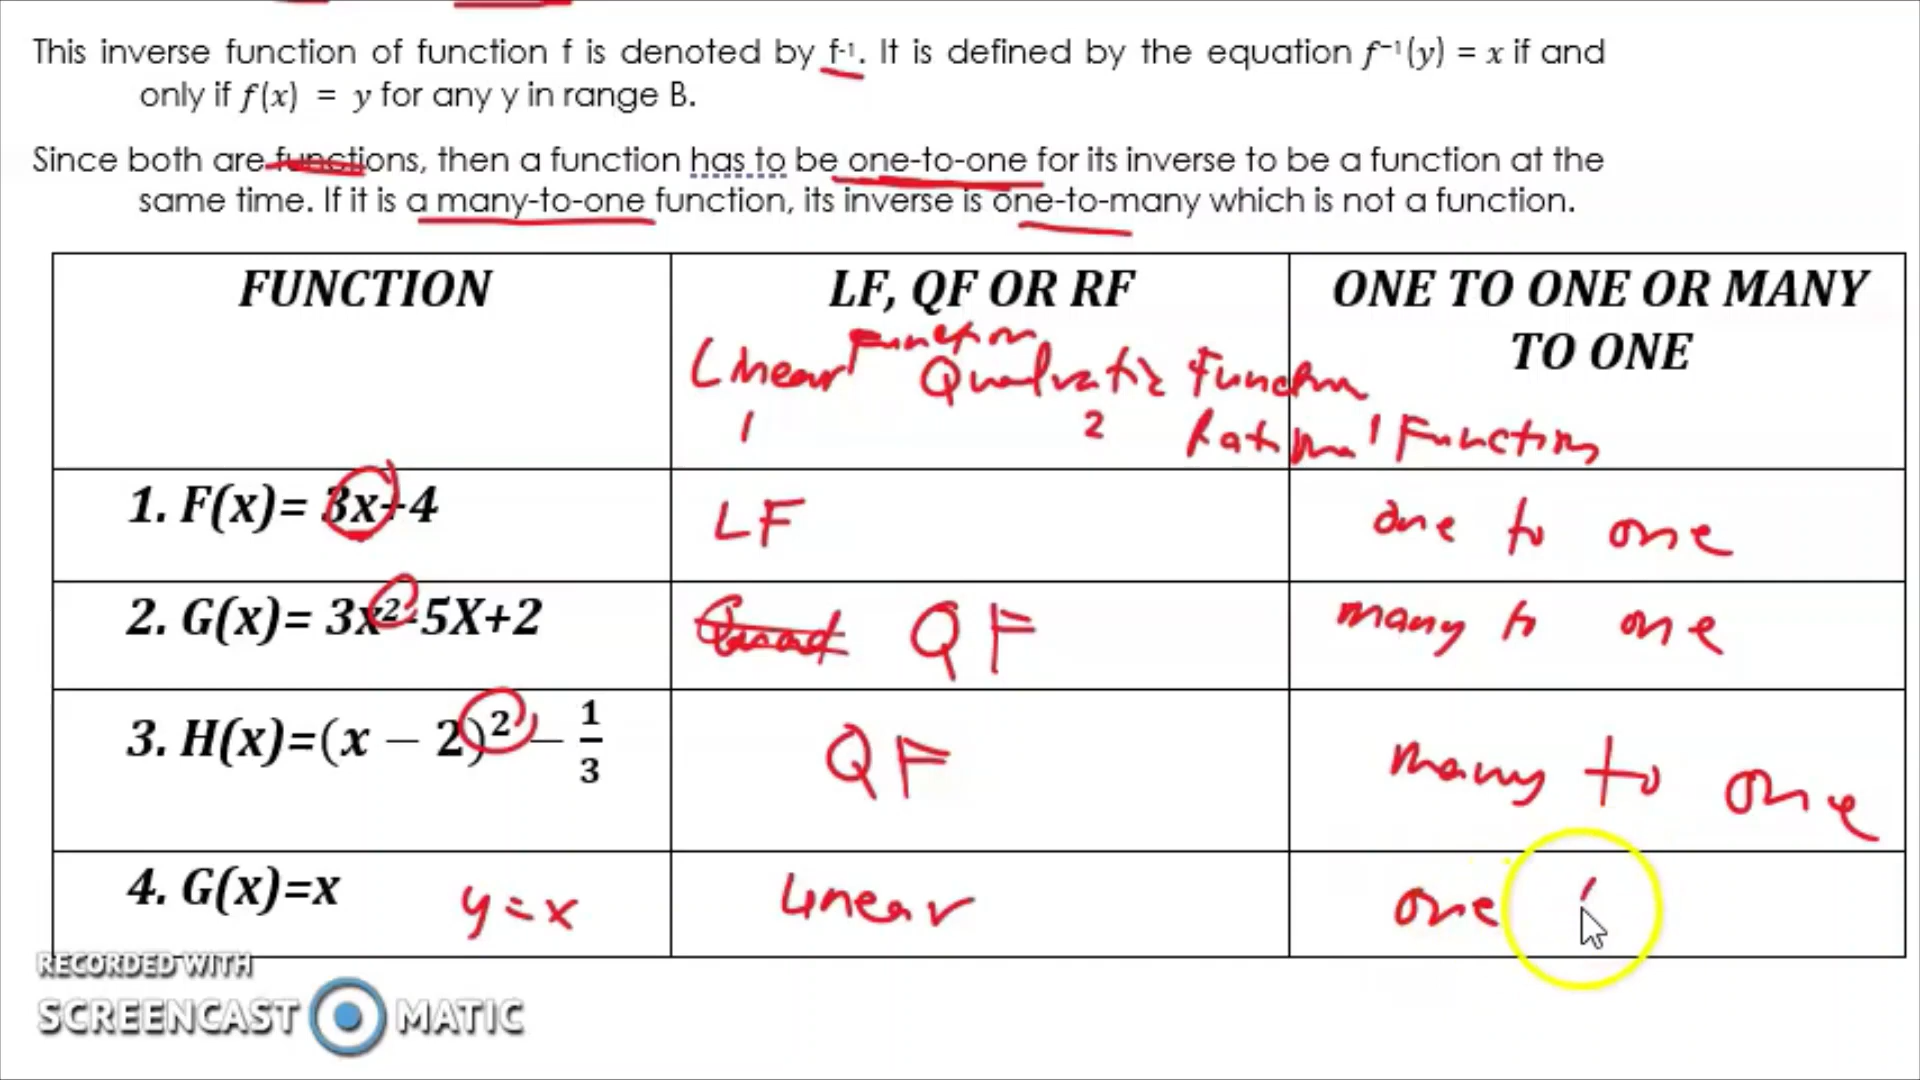 This inverse function of function f is denoted by f-1. It is defined by the equation f⁻¹(y) = x if and
only if f(x) = y for any y in range B.
Since both are functions, then a function has to be one-to-one for its inverse to be a function at the
same time. If it is a many-to-one function, its inverse is one-to-many which is not a function.
FUNCTION LF, QF OR RF ONE TO ONE OR MANY
TO ONE
Linear Function Quadratic Function
1 2 Rational Function
1. F(x)= 3x+4 LF one to one
2. G(x)= 3x²-5X+2 Quad QF many to one
3. H(x)=(x − 2)² − 1/3 QF many to one
4. G(x)=x y=x Linear one
RECORDED WITH
SCREENCAST MATIC